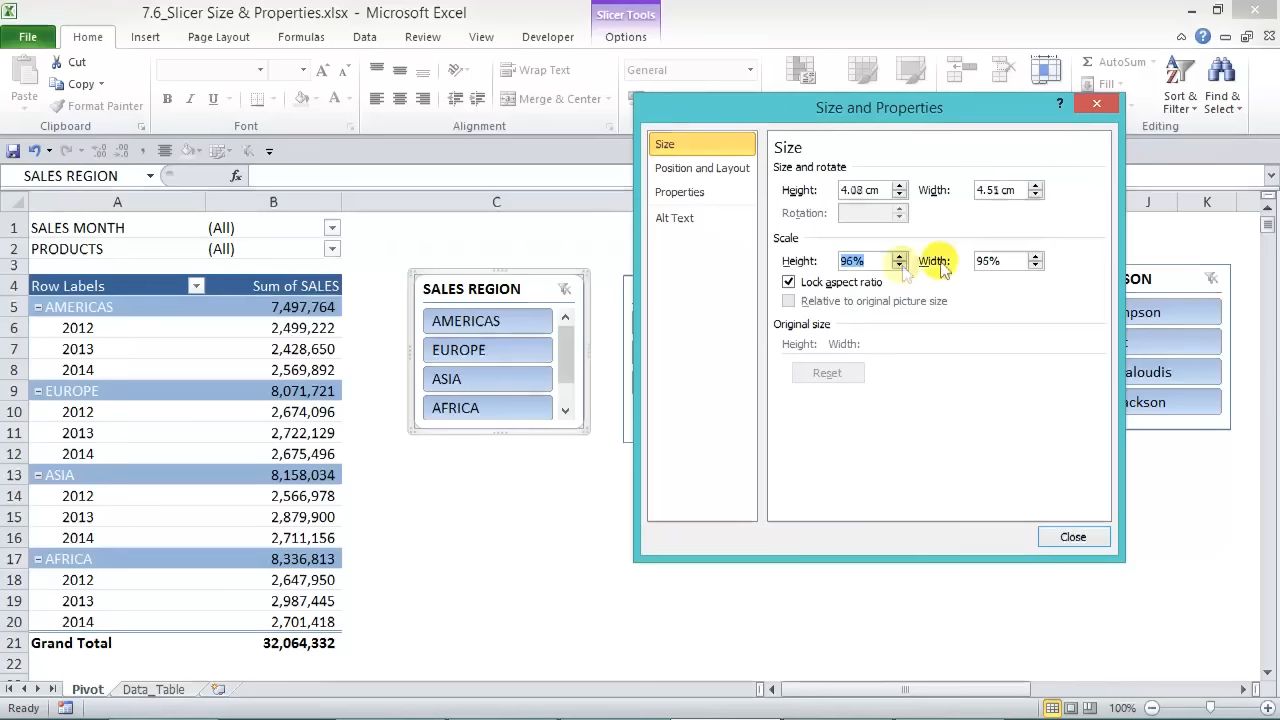 7.6_Slicer Size & Properties.xlsx - Microsoft Excel
Slicer Tools
File Home Insert Page Layout Formulas Data Review View Developer Options
Paste
Cut
Copy
Format Painter
Clipboard
B I U A A A
Font
Wrap Text
Merge & Center
Alignment
General
Σ AutoSum
Fill
Sort & Filter
Find & Select
Editing
SALES REGION fx
A B C J K
1 SALES MONTH (All)
2 PRODUCTS (All)
3
4 Row Labels Sum of SALES
5 AMERICAS 7,497,764
6 2012 2,499,222
7 2013 2,428,650
8 2014 2,569,892
9 EUROPE 8,071,721
10 2012 2,674,096
11 2013 2,722,129
12 2014 2,675,496
13 ASIA 8,158,034
14 2012 2,566,978
15 2013 2,879,900
16 2014 2,711,156
17 AFRICA 8,336,813
18 2012 2,647,950
19 2013 2,987,445
20 2014 2,701,418
21 Grand Total 32,064,332
22
SALES REGION
AMERICAS
EUROPE
ASIA
AFRICA
Size and Properties
?
Size
Position and Layout
Properties
Alt Text
Size
Size and rotate
Height: 4.08 cm Width: 4.51 cm
Rotation:
Scale
Height: 96% Width: 95%
Lock aspect ratio
Relative to original picture size
Original size
Height: Width:
Reset
Close
SON
mpson
t
aloudis
ackson
Pivot Data_Table
Ready 100%